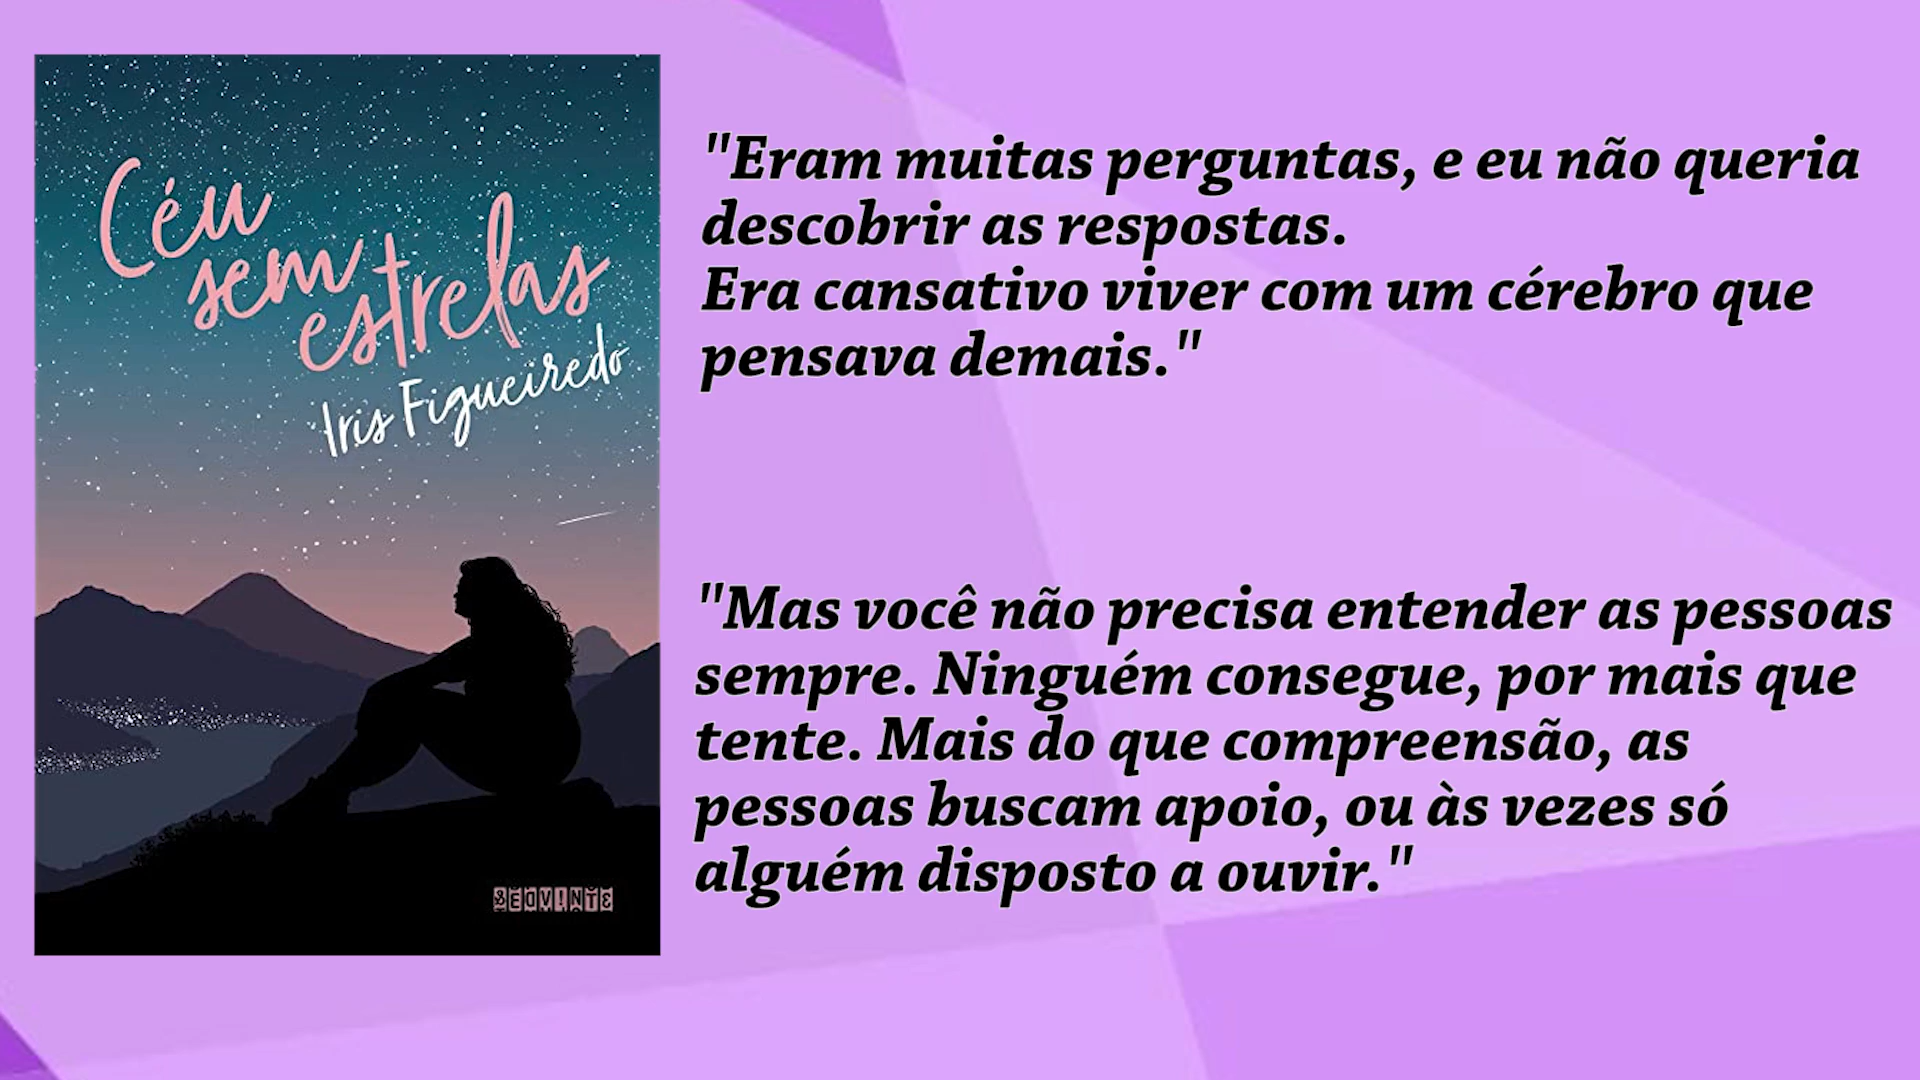 Céu
sem
estrelas
Iris Figueiredo
SEGUINTE
"Eram muitas perguntas, e eu não queria
descobrir as respostas.
Era cansativo viver com um cérebro que
pensava demais."
"Mas você não precisa entender as pessoas
sempre. Ninguém consegue, por mais que
tente. Mais do que compreensão, as
pessoas buscam apoio, ou às vezes só
alguém disposto a ouvir."